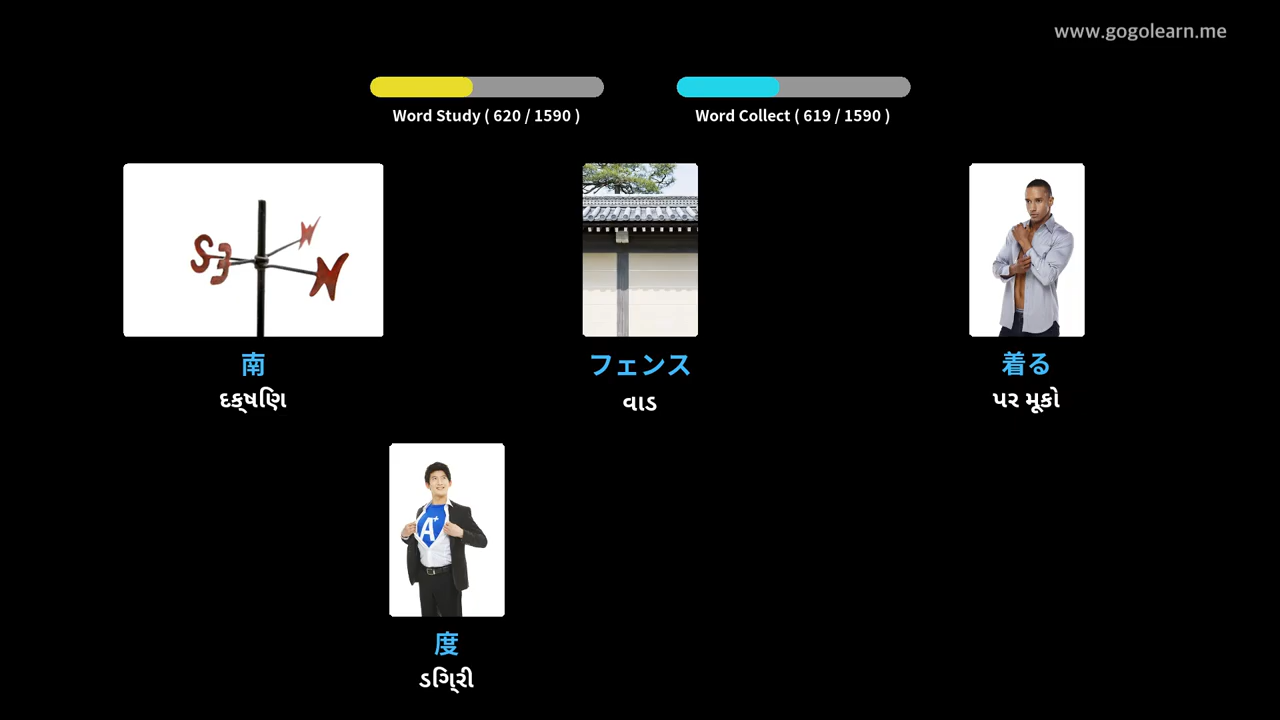 www.gogolearn.me
Word Study ( 620 / 1590 )
Word Collect ( 619 / 1590 )
S
E
W
N
南
フェンス
着る
દક્ષિણ
વાડ
પર મૂકો
A+
度
ડિગ્રી